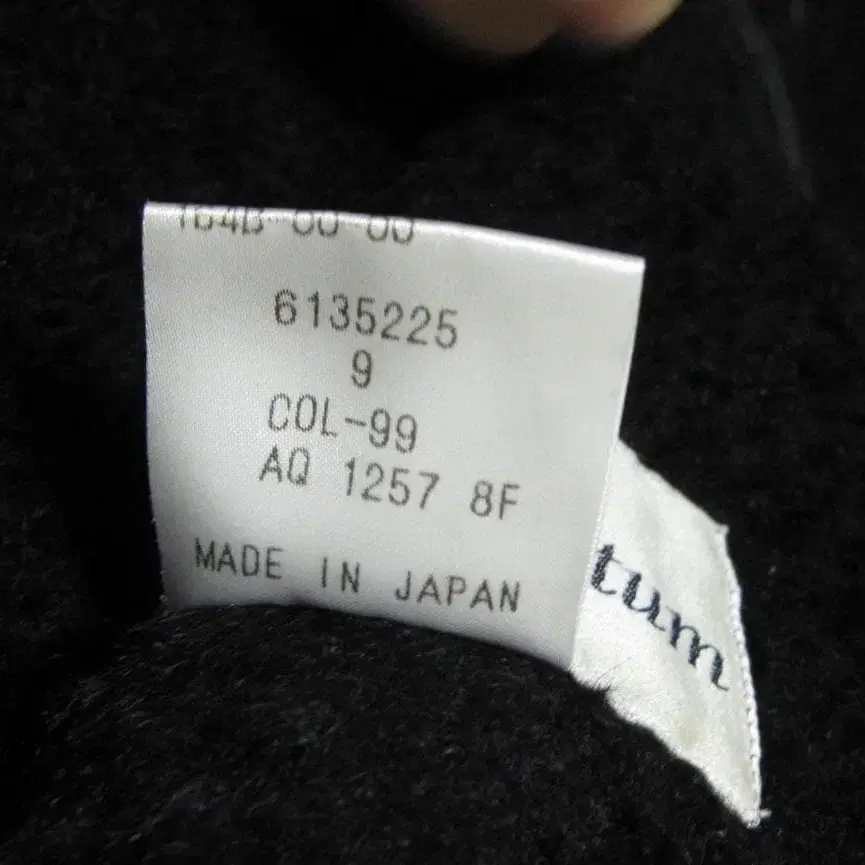 6135225
9
COL-99
AQ 1257 8F
MADE IN JAPAN
tum